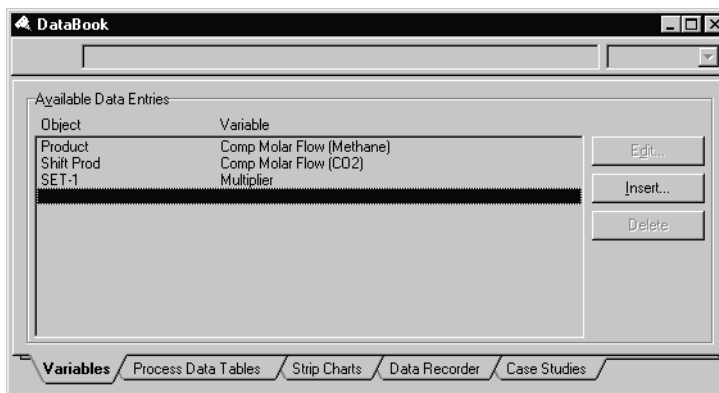 DataBook
Available Data Entries
Object Variable
Product Comp Molar Flow (Methane)
Shift Prod Comp Molar Flow (CO2)
SET-1 Multiplier
Edit...
Insert...
Delete
Variables Process Data Tables Strip Charts Data Recorder Case Studies